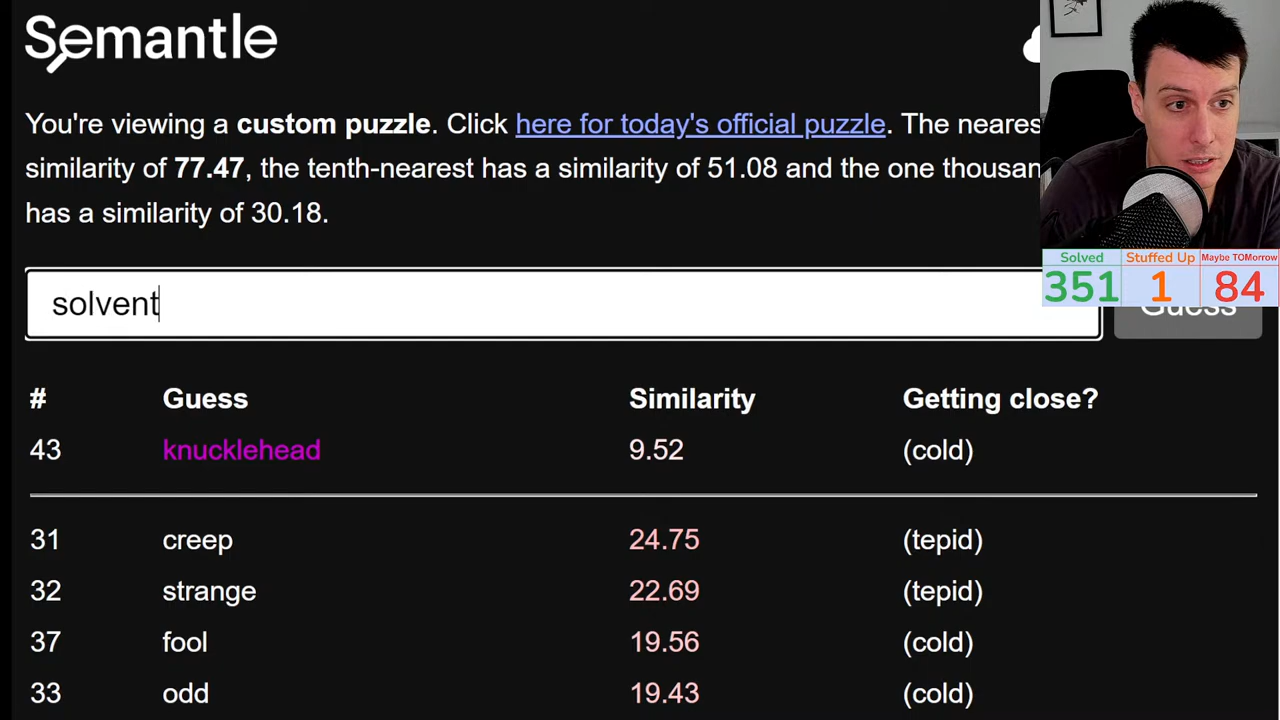 Semantle
You're viewing a custom puzzle. Click here for today's official puzzle. The neares
similarity of 77.47, the tenth-nearest has a similarity of 51.08 and the one thousan
has a similarity of 30.18.
solvent
Guess
Solved Stuffed Up Maybe TOMorrow
351 1 84
# Guess Similarity Getting close?
43 knucklehead 9.52 (cold)
31 creep 24.75 (tepid)
32 strange 22.69 (tepid)
37 fool 19.56 (cold)
33 odd 19.43 (cold)